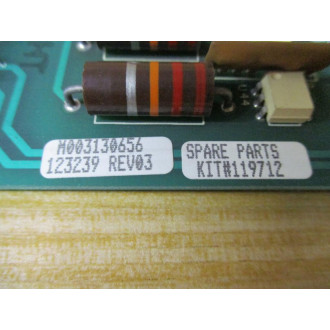 M003130656
123239 REV03
SPARE PARTS
KIT#119712